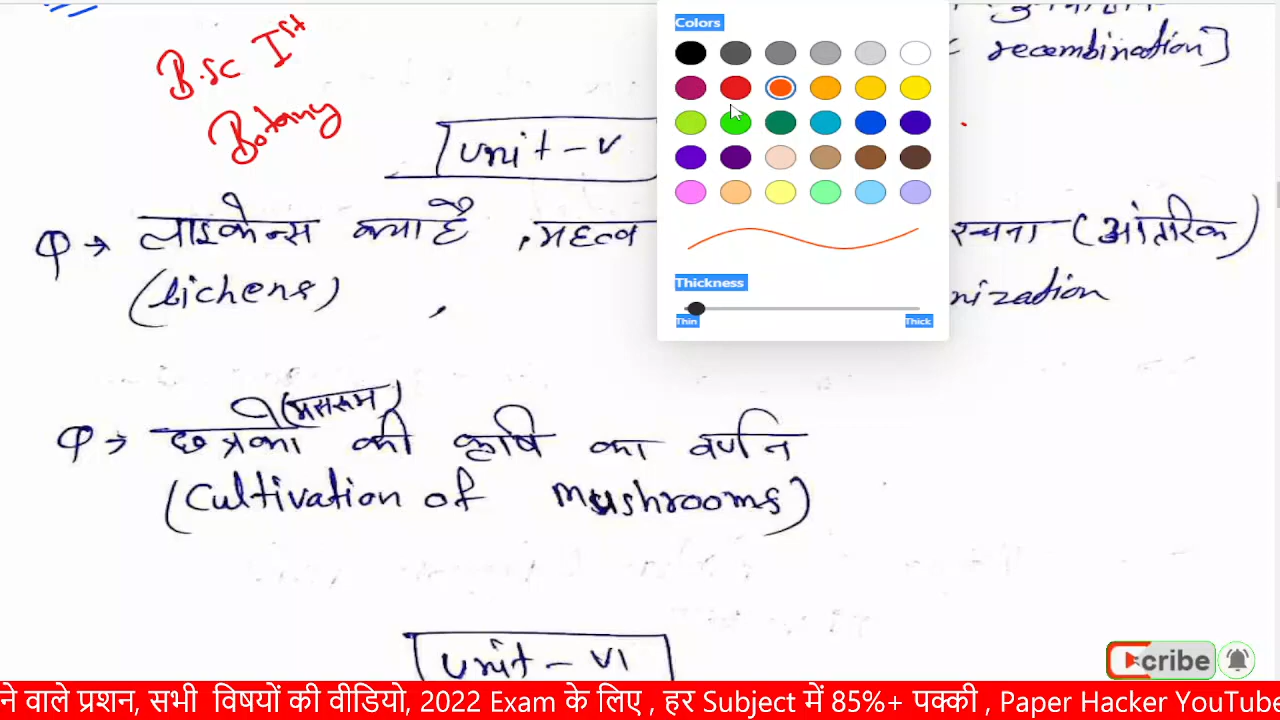 Colors
recombination]
B.Sc Ist
Botany
Unit - V
Q → लाइकेन्स क्या है , महत्व रचना (आंतरिक)
(lichens) , nization
(मसरूम)
Q → छत्रको की कृषि का वर्णन
(Cultivation of mushrooms)
Thickness
Thin Thick
Unit - VI
cribe
ने वाले प्रशन, सभी विषयों की वीडियो, 2022 Exam के लिए , हर Subject में 85%+ पक्की , Paper Hacker YouTube